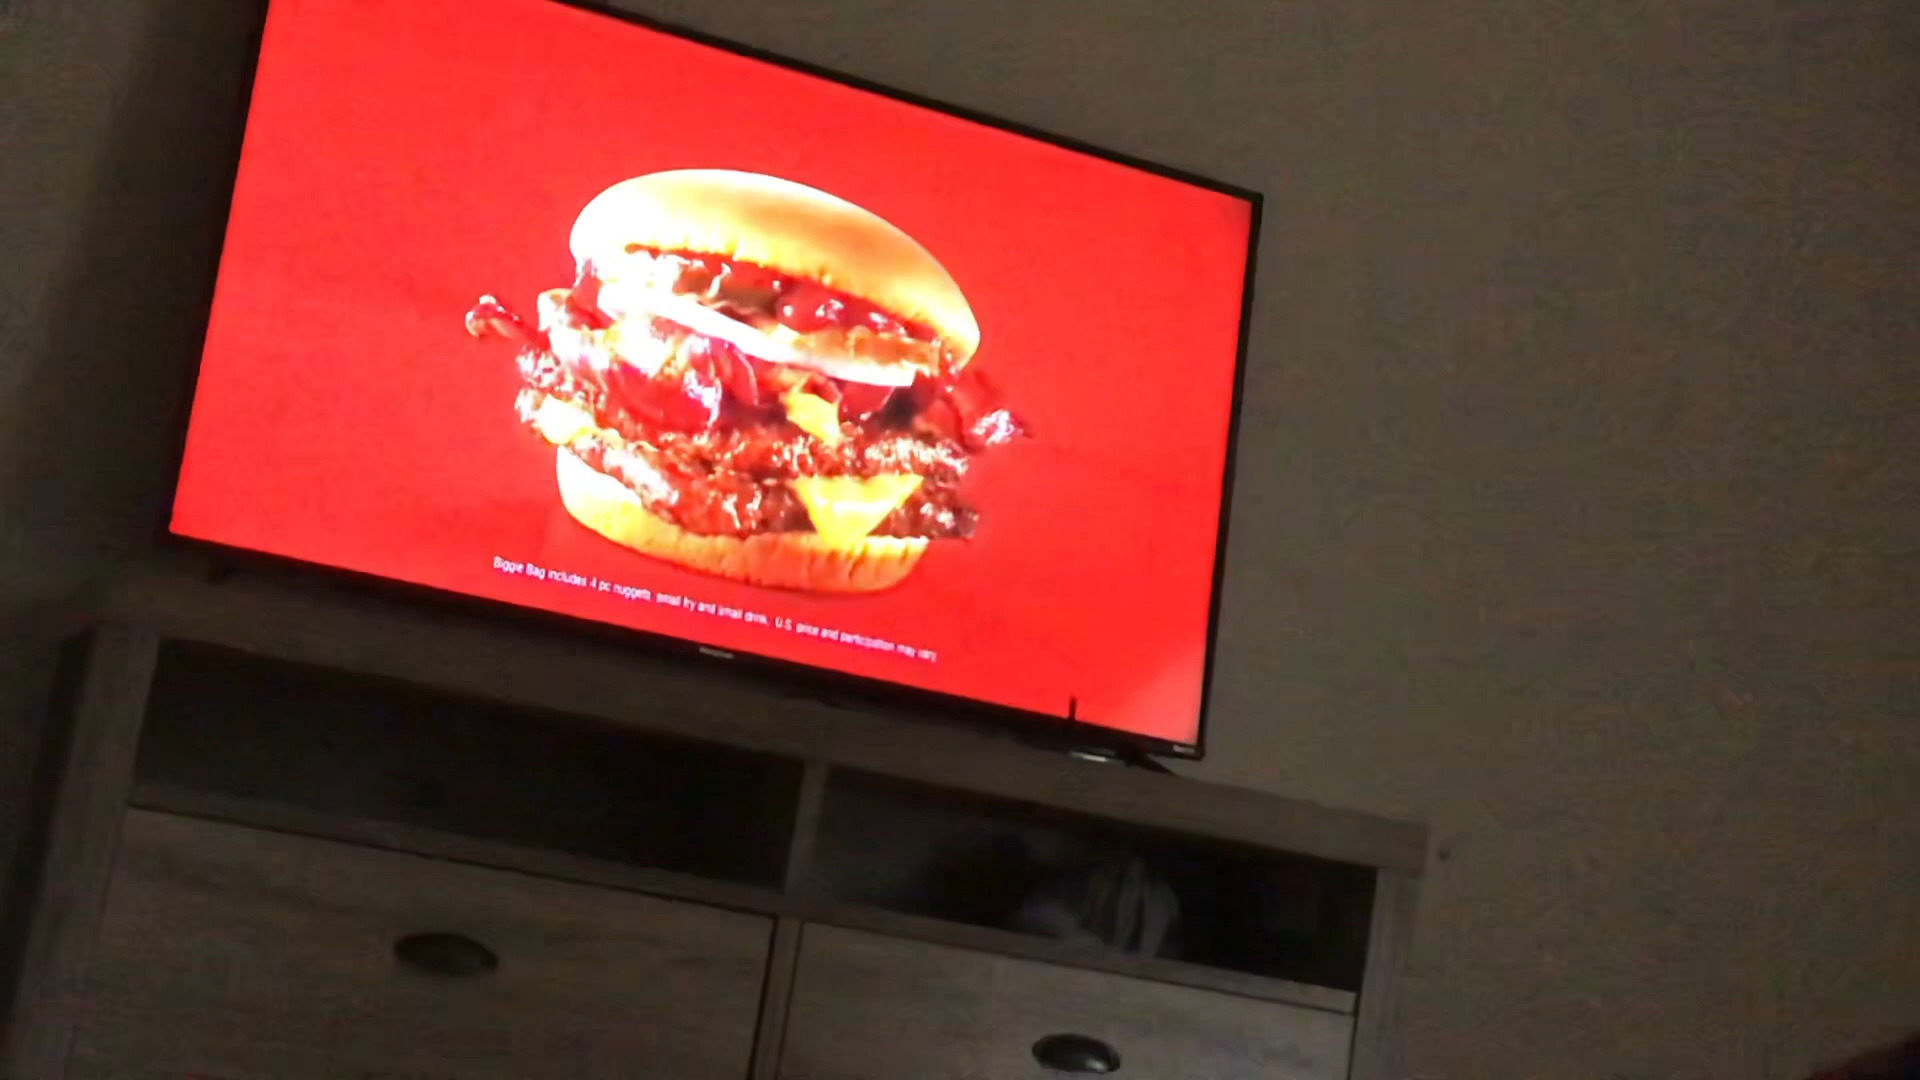 Biggie Bag includes 4 pc nuggets, small fry and small drink. U.S. price and participation may vary.